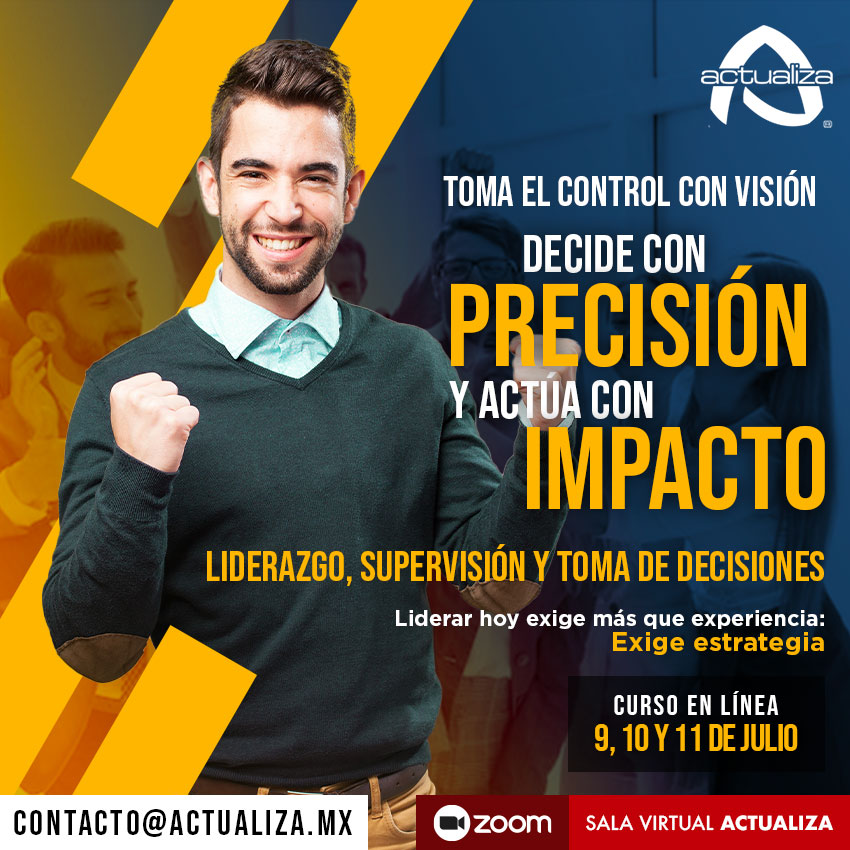 actualiza
TOMA EL CONTROL CON VISIÓN
DECIDE CON
PRECISIÓN
Y ACTÚA CON
IMPACTO
LIDERAZGO, SUPERVISIÓN Y TOMA DE DECISIONES
Liderar hoy exige más que experiencia:
Exige estrategia
CURSO EN LÍNEA
9, 10 Y 11 DE JULIO
CONTACTO@ACTUALIZA.MX
zoom
SALA VIRTUAL ACTUALIZA